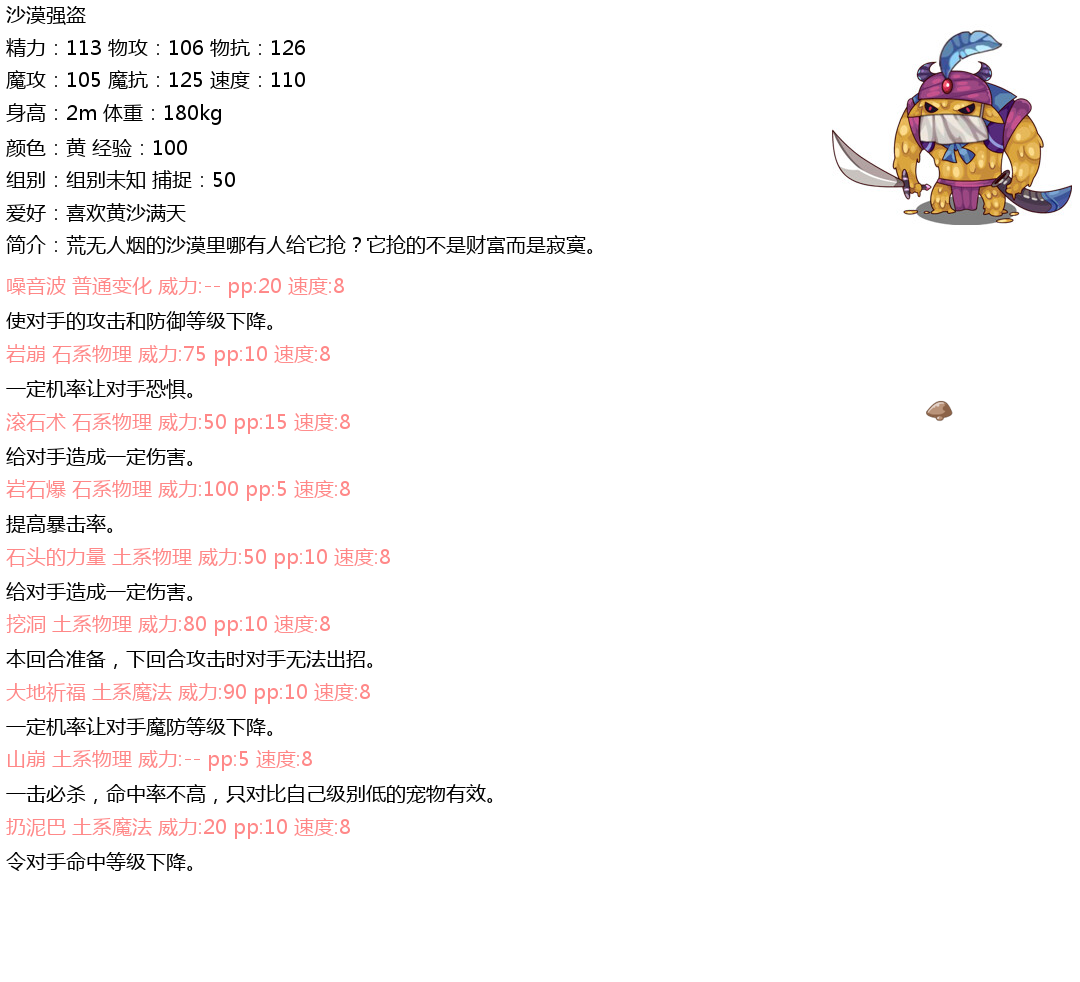 沙漠强盗
精力：113 物攻：106 物抗：126
魔攻：105 魔抗：125 速度：110
身高：2m 体重：180kg
颜色：黄 经验：100
组别：组别未知 捕捉：50
爱好：喜欢黄沙满天
简介：荒无人烟的沙漠里哪有人给它抢？它抢的不是财富而是寂寞。
噪音波 普通变化 威力:-- pp:20 速度:8
使对手的攻击和防御等级下降。
岩崩 石系物理 威力:75 pp:10 速度:8
一定机率让对手恐惧。
滚石术 石系物理 威力:50 pp:15 速度:8
给对手造成一定伤害。
岩石爆 石系物理 威力:100 pp:5 速度:8
提高暴击率。
石头的力量 土系物理 威力:50 pp:10 速度:8
给对手造成一定伤害。
挖洞 土系物理 威力:80 pp:10 速度:8
本回合准备，下回合攻击时对手无法出招。
大地祈福 土系魔法 威力:90 pp:10 速度:8
一定机率让对手魔防等级下降。
山崩 土系物理 威力:-- pp:5 速度:8
一击必杀，命中率不高，只对比自己级别低的宠物有效。
扔泥巴 土系魔法 威力:20 pp:10 速度:8
令对手命中等级下降。